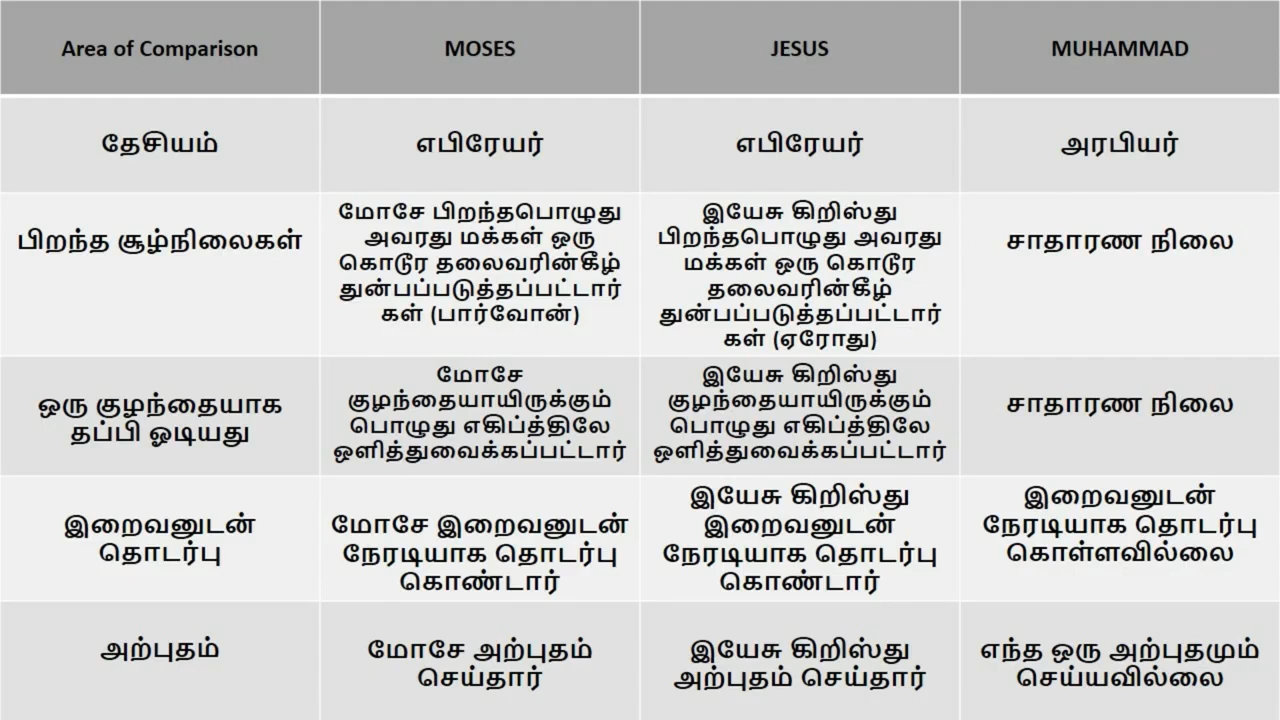 Area of Comparison
MOSES
JESUS
MUHAMMAD
தேசியம்
எபிரேயர்
எபிரேயர்
அரபியர்
பிறந்த சூழ்நிலைகள்
மோசே பிறந்தபொழுது
அவரது மக்கள் ஒரு
கொடூர தலைவரின்கீழ்
துன்பப்படுத்தப்பட்டார்
கள் (பார்வோன்)
இயேசு கிறிஸ்து
பிறந்தபொழுது அவரது
மக்கள் ஒரு கொடூர
தலைவரின்கீழ்
துன்பப்படுத்தப்பட்டார்
கள் (ஏரோது)
சாதாரண நிலை
ஒரு குழந்தையாக
தப்பி ஓடியது
மோசே
குழந்தையாயிருக்கும்
பொழுது எகிப்த்திலே
ஒளித்துவைக்கப்பட்டார்
இயேசு கிறிஸ்து
குழந்தையாயிருக்கும்
பொழுது எகிப்த்திலே
ஒளித்துவைக்கப்பட்டார்
சாதாரண நிலை
இறைவனுடன்
தொடர்பு
மோசே இறைவனுடன்
நேரடியாக தொடர்பு
கொண்டார்
இயேசு கிறிஸ்து
இறைவனுடன்
நேரடியாக தொடர்பு
கொண்டார்
இறைவனுடன்
நேரடியாக தொடர்பு
கொள்ளவில்லை
அற்புதம்
மோசே அற்புதம்
செய்தார்
இயேசு கிறிஸ்து
அற்புதம் செய்தார்
எந்த ஒரு அற்புதமும்
செய்யவில்லை